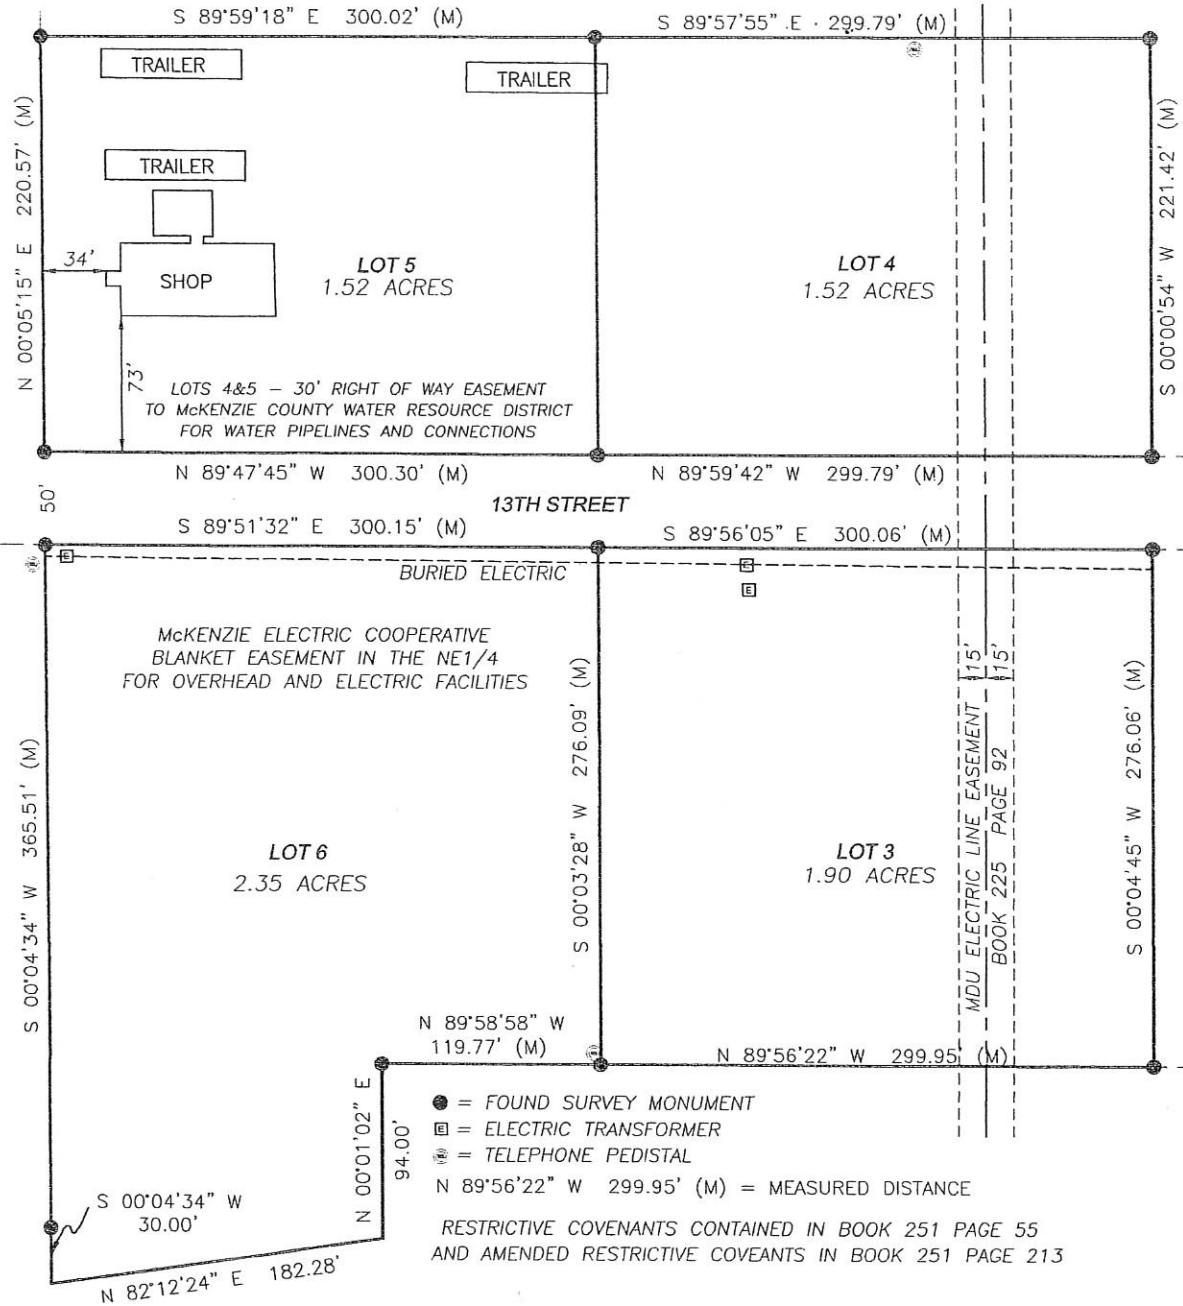 S 89°59'18" E 300.02' (M)
S 89°57'55" E 299.79' (M)
TRAILER
TRAILER
N 00°05'15" E 220.57' (M)
S 00°00'54" W 221.42' (M)
TRAILER
34'
SHOP
LOT 5
1.52 ACRES
LOT 4
1.52 ACRES
73'
LOTS 4&5 – 30' RIGHT OF WAY EASEMENT
TO McKENZIE COUNTY WATER RESOURCE DISTRICT
FOR WATER PIPELINES AND CONNECTIONS
N 89°47'45" W 300.30' (M)
N 89°59'42" W 299.79' (M)
50'
13TH STREET
S 89°51'32" E 300.15' (M)
S 89°56'05" E 300.06' (M)
E
E
BURIED ELECTRIC
E
McKENZIE ELECTRIC COOPERATIVE
BLANKET EASEMENT IN THE NE1/4
FOR OVERHEAD AND ELECTRIC FACILITIES
15' 15'
S 00°04'34" W 365.51' (M)
S 00°03'28" W 276.09' (M)
MDU ELECTRIC LINE EASEMENT
BOOK 225 PAGE 92
S 00°04'45" W 276.06' (M)
LOT 6
2.35 ACRES
LOT 3
1.90 ACRES
N 89°58'58" W
119.77' (M)
N 89°56'22" W 299.95' (M)
N 00°01'02" E
94.00'
= FOUND SURVEY MONUMENT
E = ELECTRIC TRANSFORMER
= TELEPHONE PEDISTAL
N 89°56'22" W 299.95' (M) = MEASURED DISTANCE
S 00°04'34" W
30.00'
RESTRICTIVE COVENANTS CONTAINED IN BOOK 251 PAGE 55
AND AMENDED RESTRICTIVE COVEANTS IN BOOK 251 PAGE 213
N 82°12'24" E 182.28'